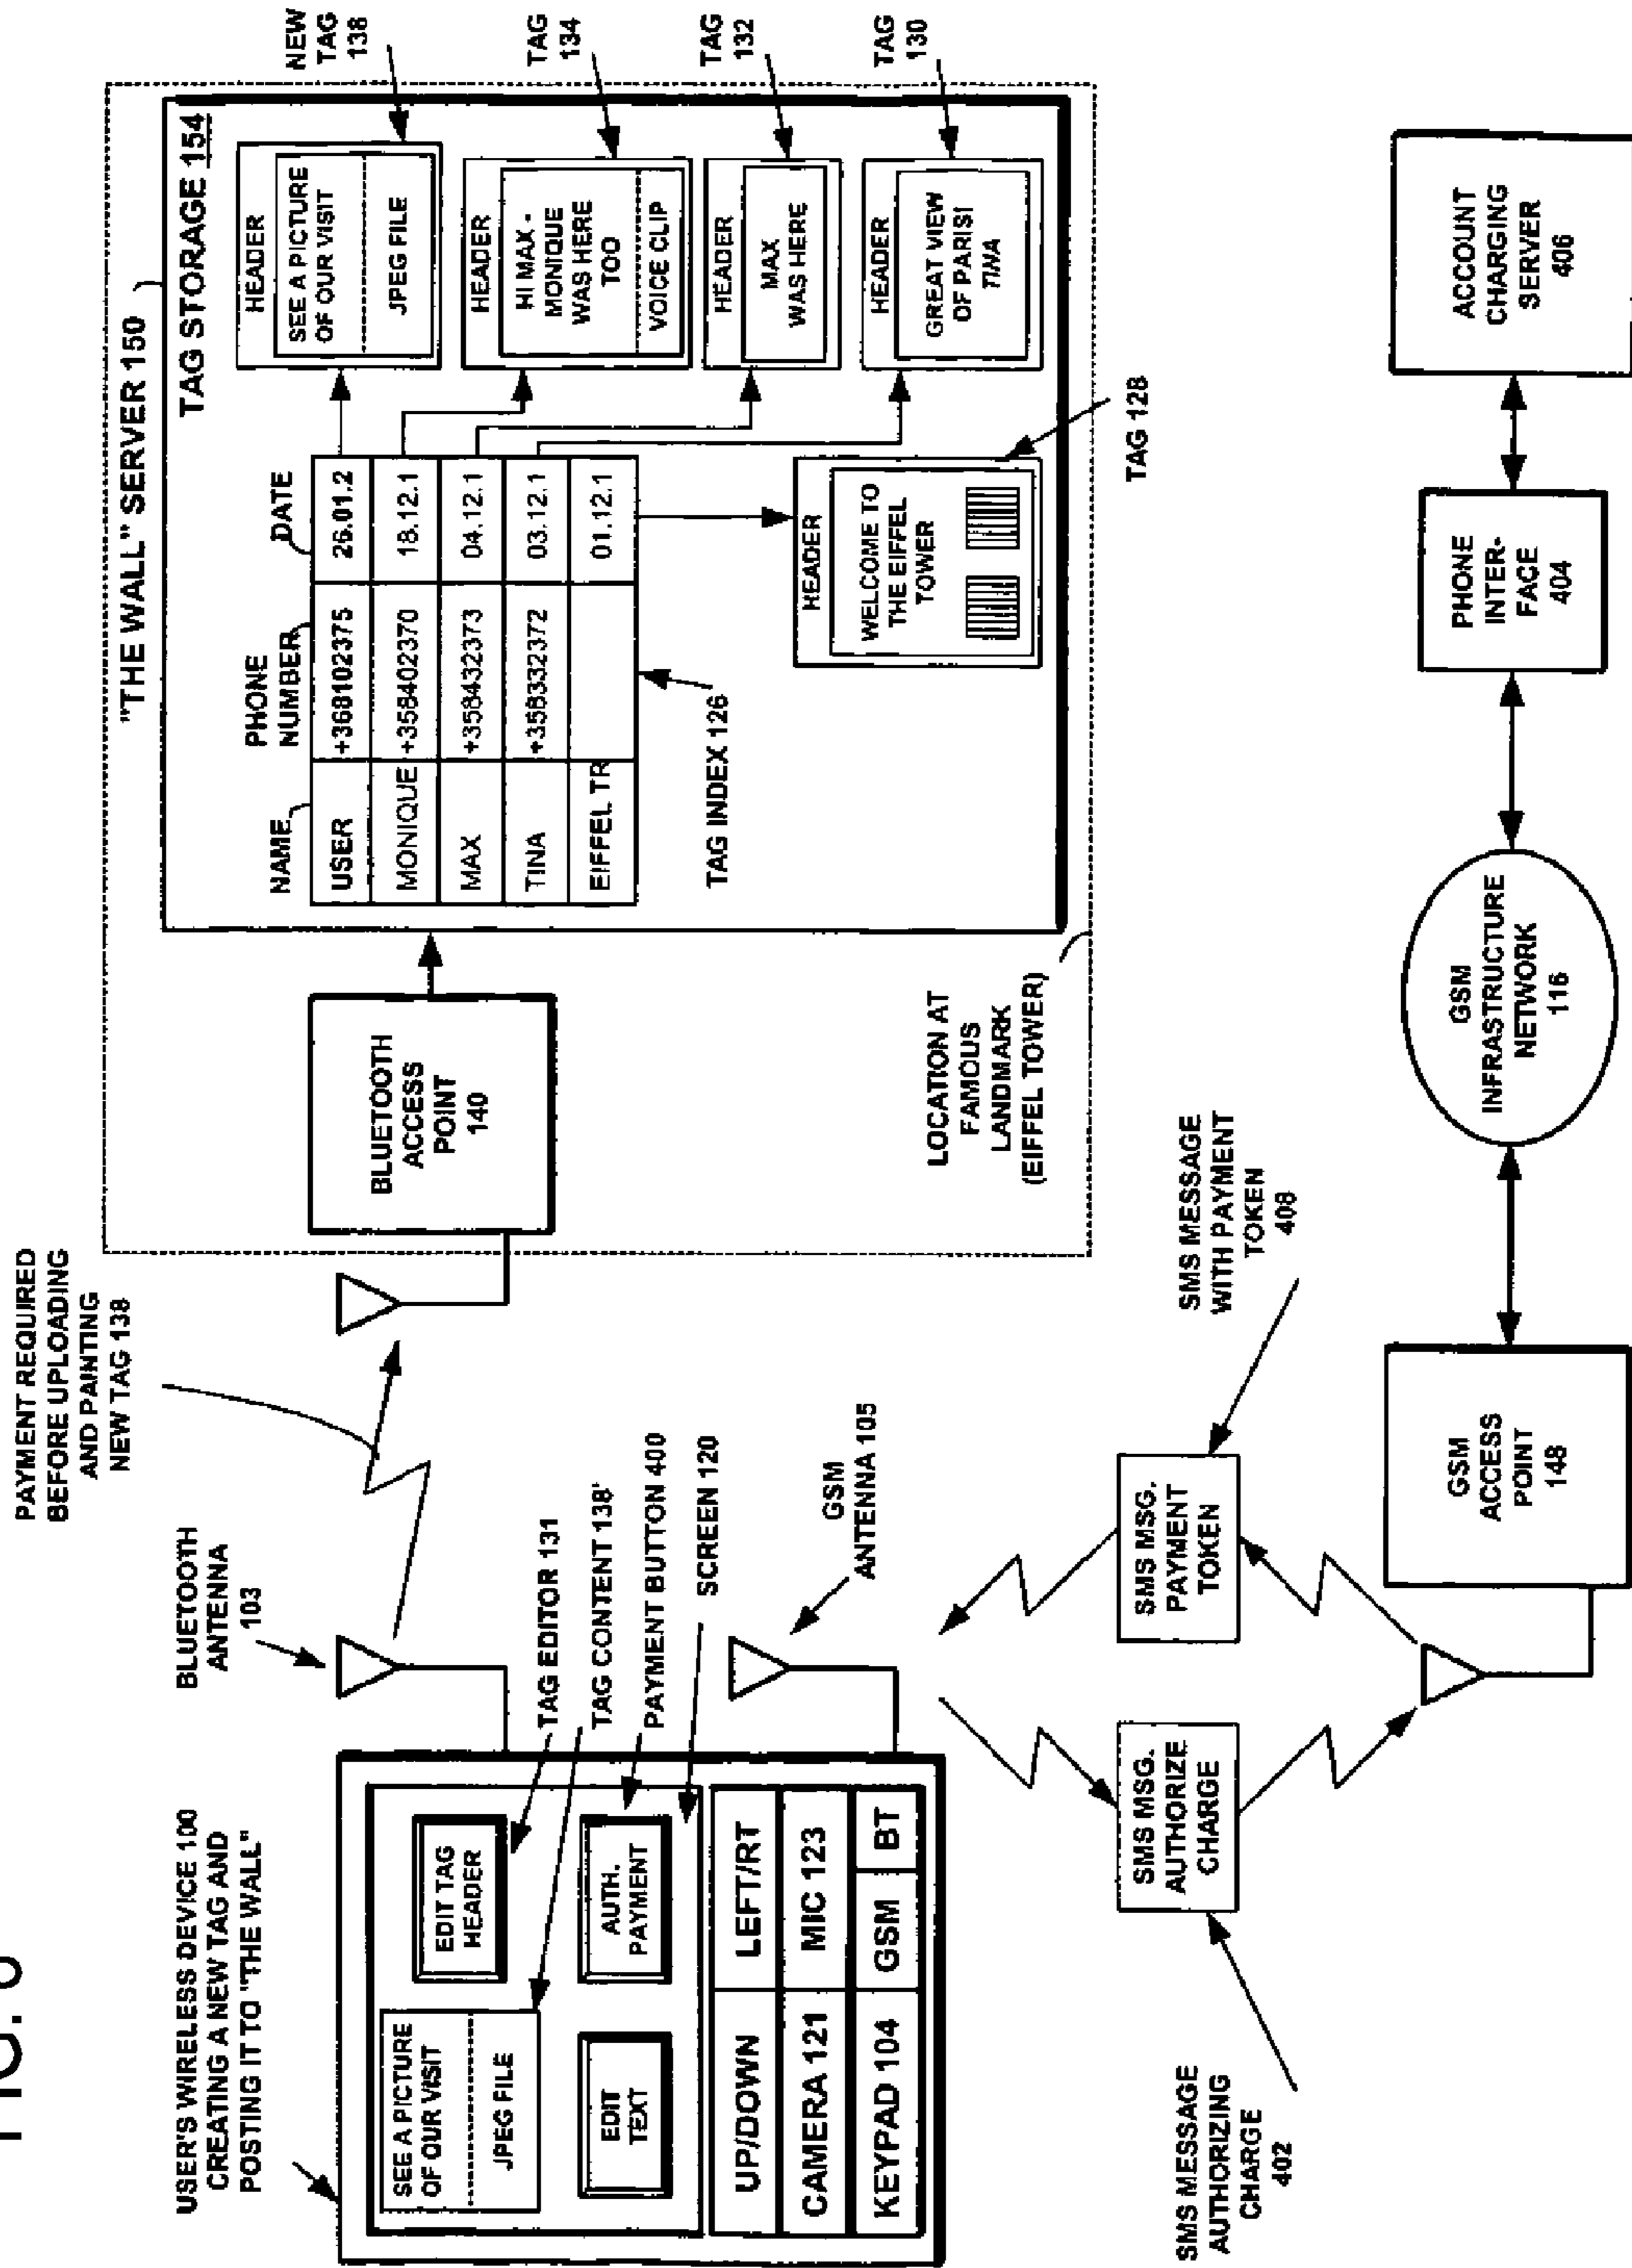 FIG. 6
USER'S WIRELESS DEVICE 100
CREATING A NEW TAG AND
POSTING IT TO "THE WALL"
SEE A PICTURE
OF OUR VISIT
JPEG FILE
EDIT TAG
HEADER
EDIT
TEXT
AUTH.
PAYMENT
UP/DOWN
LEFT/RT
CAMERA 121
MIC 123
KEYPAD 104
GSM
BT
BLUETOOTH
ANTENNA
103
TAG EDITOR 131
TAG CONTENT 138'
PAYMENT BUTTON 400
SCREEN 120
GSM
ANTENNA 105
PAYMENT REQUIRED
BEFORE UPLOADING
AND PAINTING
NEW TAG 138
"THE WALL" SERVER 150
BLUETOOTH
ACCESS
POINT
140
LOCATION AT
FAMOUS
LANDMARK
(EIFFEL TOWER)
TAG STORAGE 154
NAME
PHONE
NUMBER
DATE
USER +368102375 26.01.2
MONIQUE +358402370 18.12.1
MAX +358432373 04.12.1
TINA +358332372 03.12.1
EIFFEL TR 01.12.1
TAG INDEX 126
HEADER
SEE A PICTURE
OF OUR VISIT
JPEG FILE
NEW
TAG
138
HEADER
HI MAX -
MONIQUE
WAS HERE
TOO
VOICE CLIP
TAG
134
HEADER
MAX
WAS HERE
TAG
132
HEADER
GREAT VIEW
OF PARIS!
TINA
TAG
130
HEADER
WELCOME TO
THE EIFFEL
TOWER
TAG 128
SMS MESSAGE
AUTHORIZING
CHARGE
402
SMS MSG.
AUTHORIZE
CHARGE
SMS MSG.
PAYMENT
TOKEN
SMS MESSAGE
WITH PAYMENT
TOKEN
408
GSM
ACCESS
POINT
148
GSM
INFRASTRUCTURE
NETWORK
116
PHONE
INTER-
FACE
404
ACCOUNT
CHARGING
SERVER
406